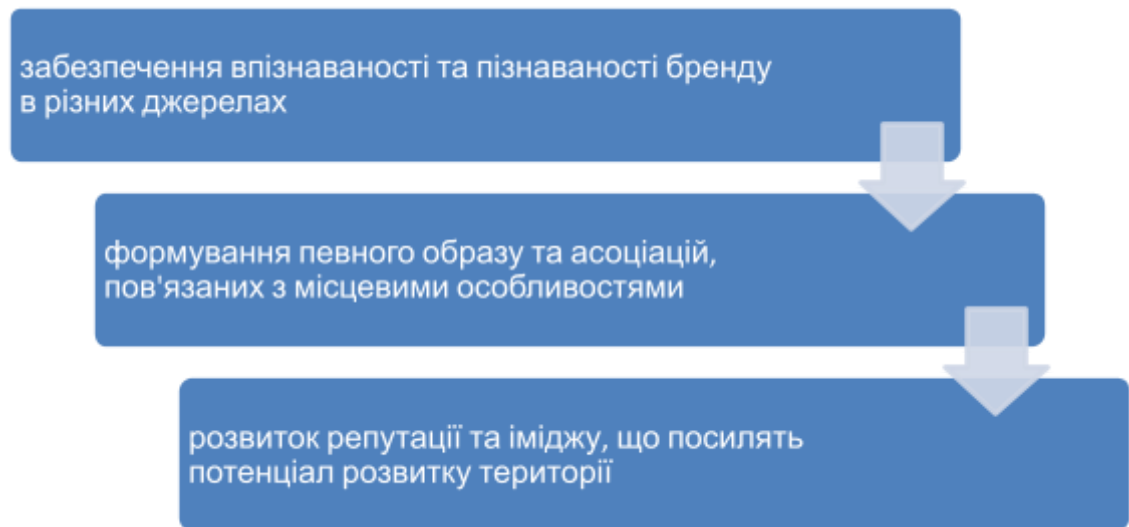 забезпечення впізнаваності та пізнаваності бренду
в різних джерелах
формування певного образу та асоціацій,
пов'язаних з місцевими особливостями
розвиток репутації та іміджу, що посилять
потенціал розвитку території